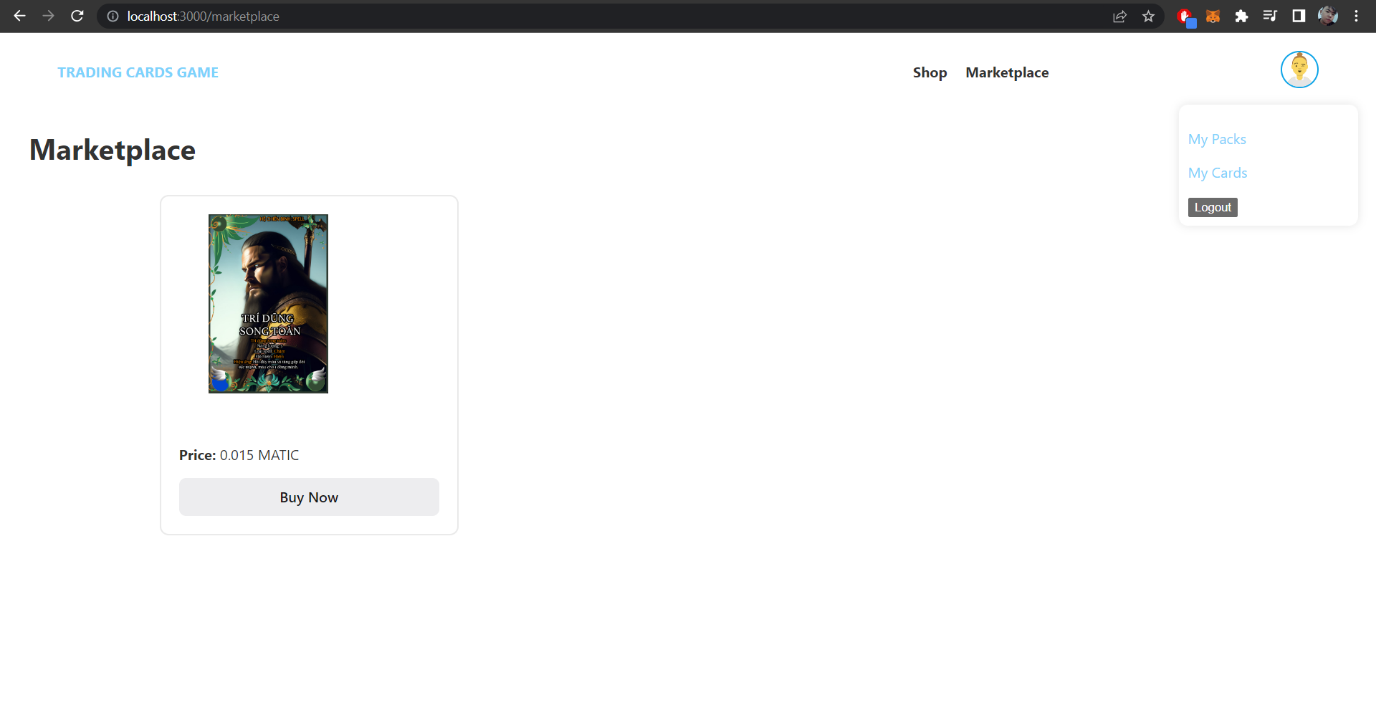 localhost:3000/marketplace
TRADING CARDS GAME
Shop
Marketplace
My Packs
My Cards
Logout
Marketplace
TRÍ DŨNG
SONG TOÀN
Price: 0.015 MATIC
Buy Now